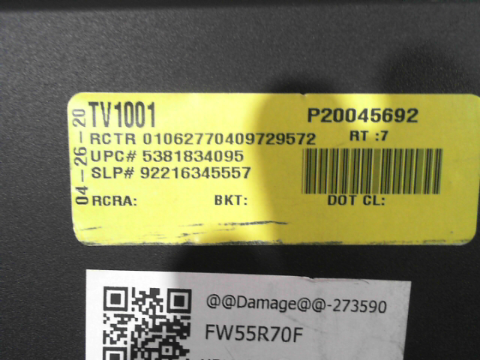 04-26-20
TV1001 P20045692
RCTR 01062770409729572 RT :7
UPC# 5381834095
SLP# 92216345557
RCRA: BKT: DOT CL:
@@Damage@@-273590
FW55R70F